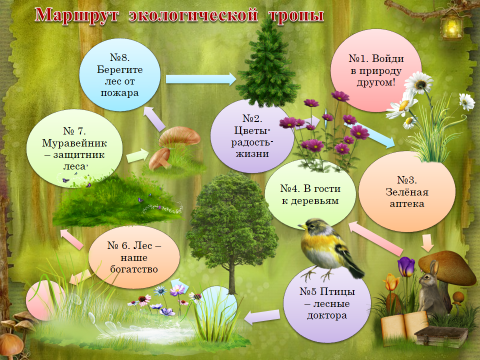 Маршрут экологической тропы
№1. Войди
в природу
другом!
№2.
Цветы-
радость-
жизни
№3.
Зелёная
аптека
№4. В гости
к деревьям
№5 Птицы
– лесные
доктора
№ 6. Лес –
наше
богатство
№ 7.
Муравейник
– защитник
леса
№8.
Берегите
лес от
пожара